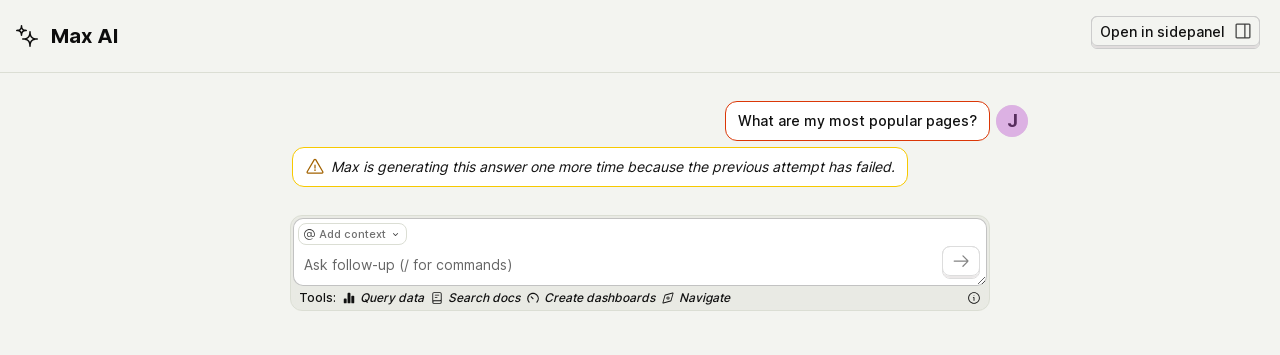 Max AI
Open in sidepanel
What are my most popular pages?
J
Max is generating this answer one more time because the previous attempt has failed.
@ Add context
Ask follow-up (/ for commands)
Tools: Query data Search docs Create dashboards Navigate